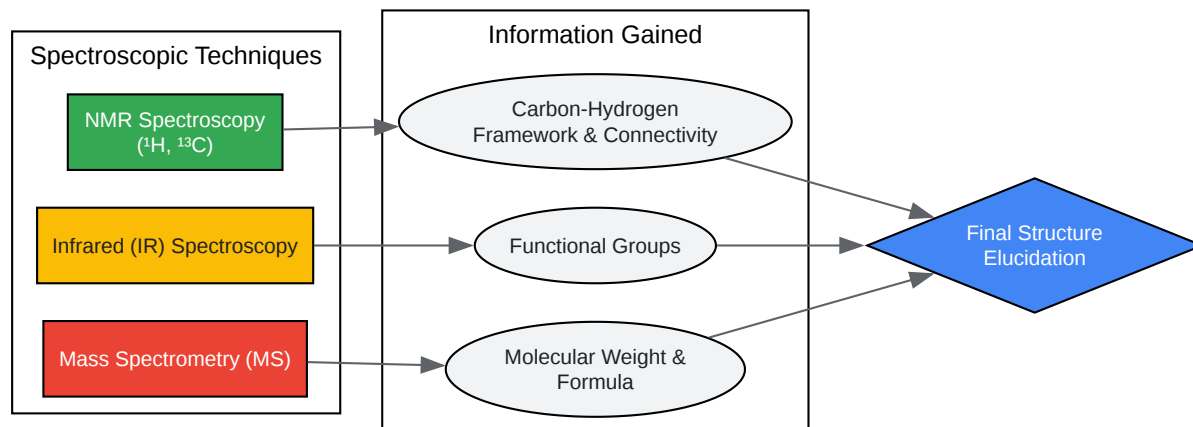 Spectroscopic Techniques
NMR Spectroscopy
(¹H, ¹³C)
Infrared (IR) Spectroscopy
Mass Spectrometry (MS)
Information Gained
Carbon-Hydrogen
Framework & Connectivity
Functional Groups
Molecular Weight &
Formula
Final Structure
Elucidation